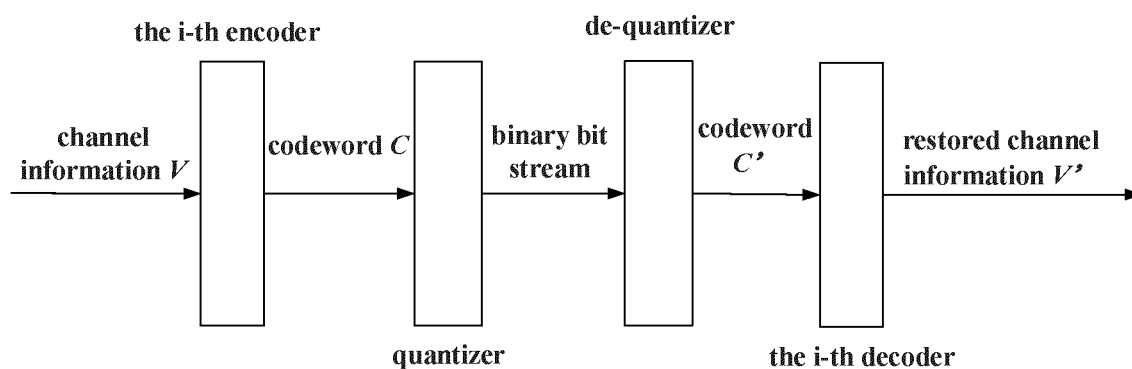 the i-th encoder
de-quantizer
channel
information V
codeword C
binary bit
stream
codeword
C’
restored channel
information V’
quantizer
the i-th decoder